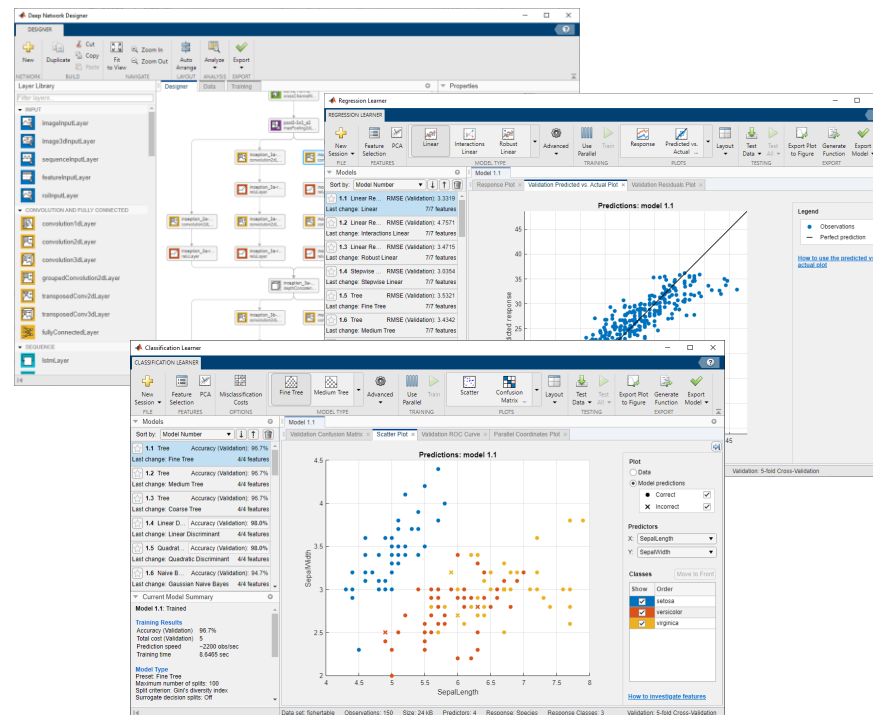 Deep Network Designer
DESIGNER
New
Duplicate
Cut
Copy
Paste
Fit to View
Zoom In
Zoom Out
Auto Arrange
Analyze
Export
NETWORK BUILD NAVIGATE LAYOUT ANALYSIS EXPORT
Layer Library
Designer Data Training
Properties
Filter layers...
INPUT
imageInputLayer
image3dInputLayer
sequenceInputLayer
featureInputLayer
roiInputLayer
CONVOLUTION AND FULLY CONNECTED
convolution1dLayer
convolution2dLayer
convolution3dLayer
groupedConvolution2dLayer
transposedConv2dLayer
transposedConv3dLayer
fullyConnectedLayer
SEQUENCE
lstmLayer
Regression Learner
REGRESSION LEARNER
New Session
Feature Selection
PCA
Linear
Interactions Linear
Robust Linear
Advanced
Use Parallel
Train
Response
Predicted vs. Actual ...
Layout
Test Data
Test All
Export Plot to Figure
Generate Function
Export Model
FILE FEATURES MODEL TYPE TRAINING PLOTS TESTING EXPORT
Models
Model 1.1
Sort by: Model Number
Response Plot Validation Predicted vs. Actual Plot Validation Residuals Plot
1.1 Linear Re... RMSE (Validation): 3.3319
Last change: Linear 7/7 features
1.2 Linear Re... RMSE (Validation): 4.7571
Last change: Interactions Linear 7/7 features
1.3 Linear Re... RMSE (Validation): 3.4715
Last change: Robust Linear 7/7 features
1.4 Stepwise ... RMSE (Validation): 3.0354
Last change: Stepwise Linear 7/7 features
1.5 Tree RMSE (Validation): 3.5321
Last change: Fine Tree 7/7 features
1.6 Tree RMSE (Validation): 3.4342
Last change: Medium Tree 7/7 features
Predictions: model 1.1
45
40
35
30
25
45
Legend
Observations
Perfect prediction
How to use the predicted
actual plot
Validation: 5-fold Cross-Validation
Classification Learner
CLASSIFICATION LEARNER
New Session
Feature Selection
PCA
Misclassification Costs
Fine Tree
Medium Tree
Advanced
Use Parallel
Train
Scatter
Confusion Matrix ...
Layout
Test Data
Test All
Export Plot to Figure
Generate Function
Export Model
FILE FEATURES OPTIONS MODEL TYPE TRAINING PLOTS TESTING EXPORT
Models
Model 1.1
Sort by: Model Number
Validation Confusion Matrix Scatter Plot Validation ROC Curve Parallel Coordinates Plot
1.1 Tree Accuracy (Validation): 96.7%
Last change: Fine Tree 4/4 features
1.2 Tree Accuracy (Validation): 96.7%
Last change: Medium Tree 4/4 features
1.3 Tree Accuracy (Validation): 96.7%
Last change: Coarse Tree 4/4 features
1.4 Linear D... Accuracy (Validation): 98.0%
Last change: Linear Discriminant 4/4 features
1.5 Quadrat... Accuracy (Validation): 98.0%
Last change: Quadratic Discriminant 4/4 features
1.6 Naive B... Accuracy (Validation): 94.7%
Last change: Gaussian Naive Bayes 4/4 features
Current Model Summary
Model 1.1: Trained
Training Results
Accuracy (Validation) 96.7%
Total cost (Validation) 5
Prediction speed ~2200 obs/sec
Training time 8.6465 sec
Model Type
Preset: Fine Tree
Maximum number of splits: 100
Split criterion: Gini's diversity index
Surrogate decision splits: Off
Predictions: model 1.1
4.5
4
3.5
3
2.5
2
SepalWidth
4 4.5 5 5.5 6 6.5 7 7.5 8
SepalLength
Plot
Data
Model predictions
Correct
Incorrect
Predictors
X: SepalLength
Y: SepalWidth
Classes Move to Front
Show Order
setosa
versicolor
virginica
How to investigate features
Data set: fishertable Observations: 150 Size: 24 kB Predictors: 4 Response: Species Response Classes: 3 Validation: 5-fold Cross-Validation